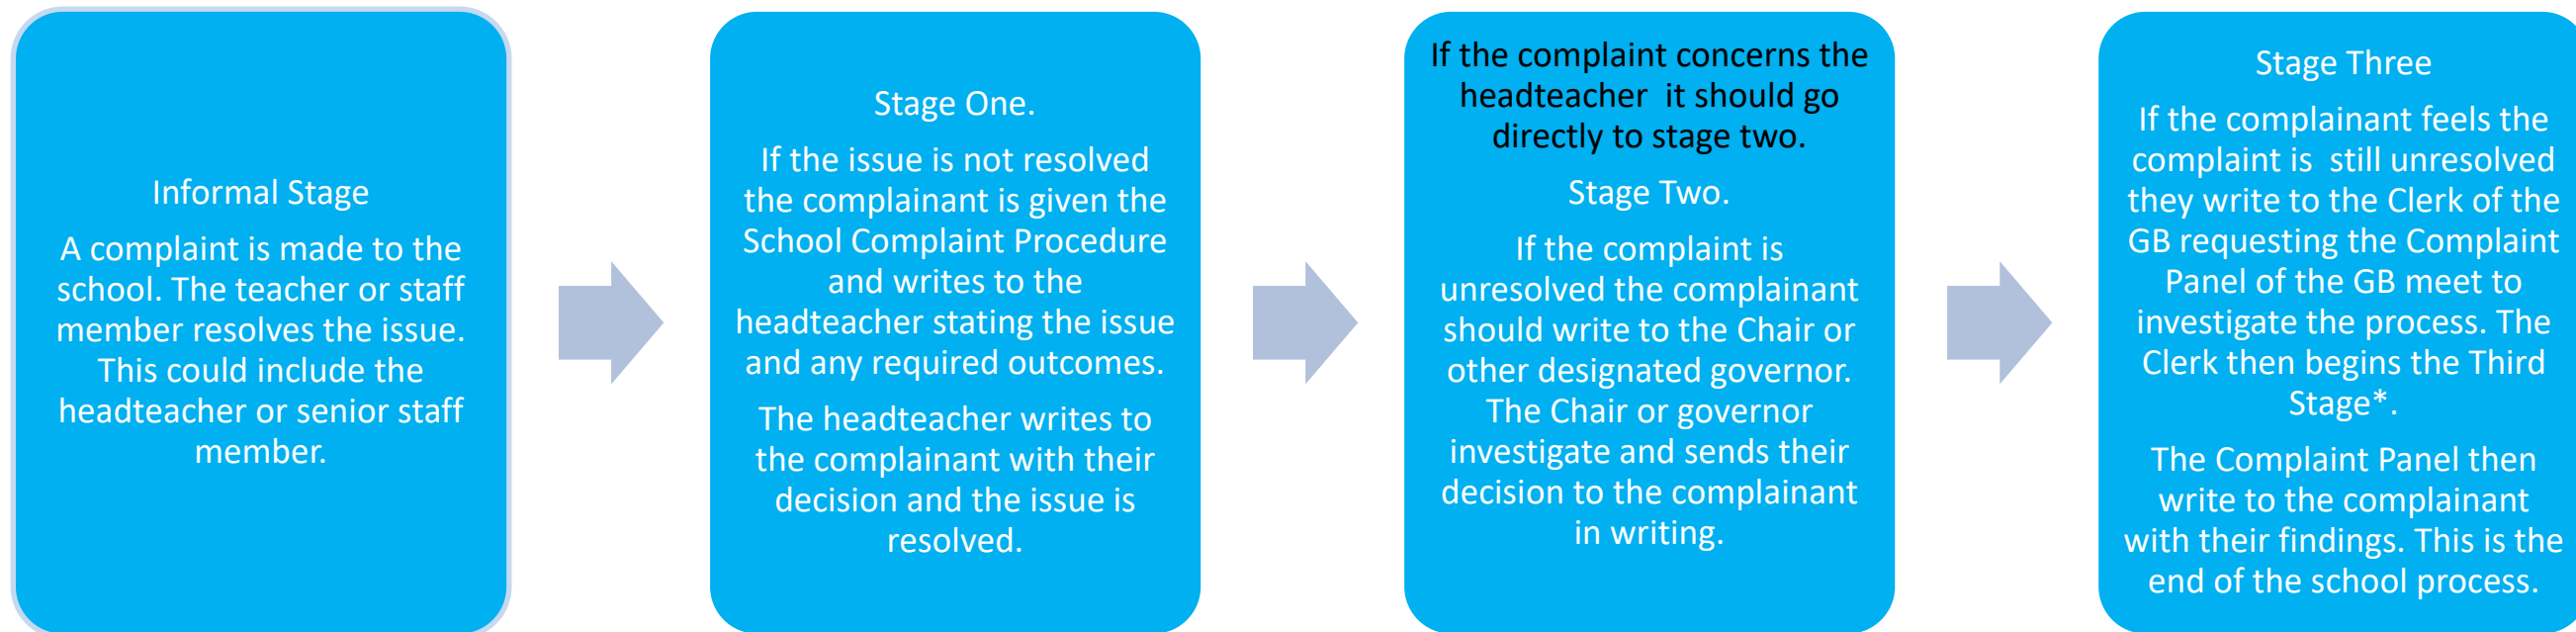 Informal Stage
A complaint is made to the
school. The teacher or staff
member resolves the issue.
This could include the
headteacher or senior staff
member.
Stage One.
If the issue is not resolved
the complainant is given the
School Complaint Procedure
and writes to the
headteacher stating the issue
and any required outcomes.
The headteacher writes to
the complainant with their
decision and the issue is
resolved.
If the complaint concerns the
headteacher it should go
directly to stage two.
Stage Two.
If the complaint is
unresolved the complainant
should write to the Chair or
other designated governor.
The Chair or governor
investigate and sends their
decision to the complainant
in writing.
Stage Three
If the complainant feels the
complaint is still unresolved
they write to the Clerk of the
GB requesting the Complaint
Panel of the GB meet to
investigate the process. The
Clerk then begins the Third
Stage*.
The Complaint Panel then
write to the complainant
with their findings. This is the
end of the school process.